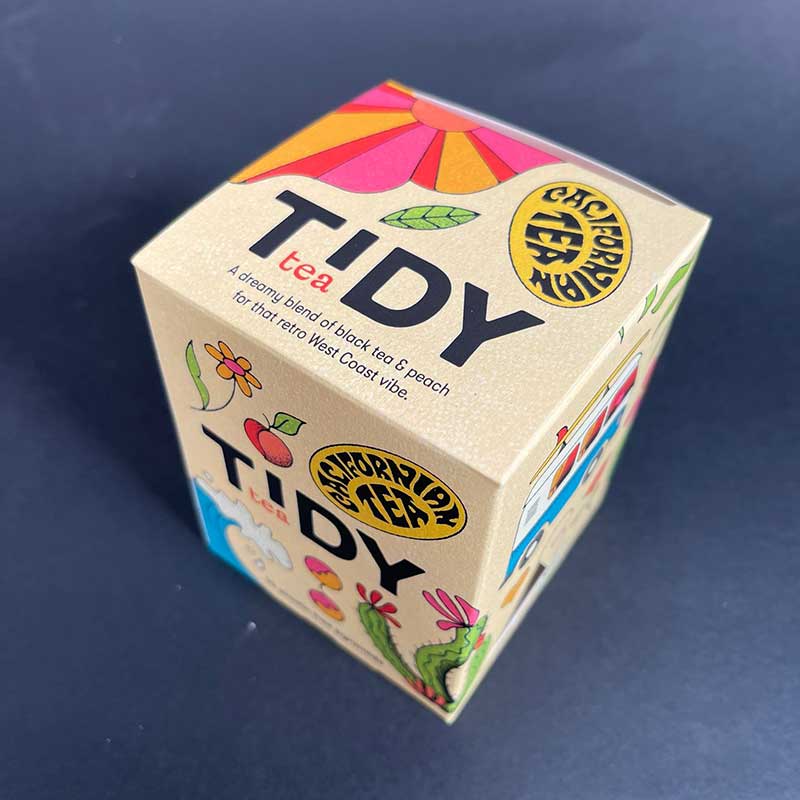 TIDY
tea
CALIFORNIAN
TEA
A dreamy blend of black tea & peach
for that retro West Coast vibe.
TIDY
tea
CALIFORNIAN
TEA